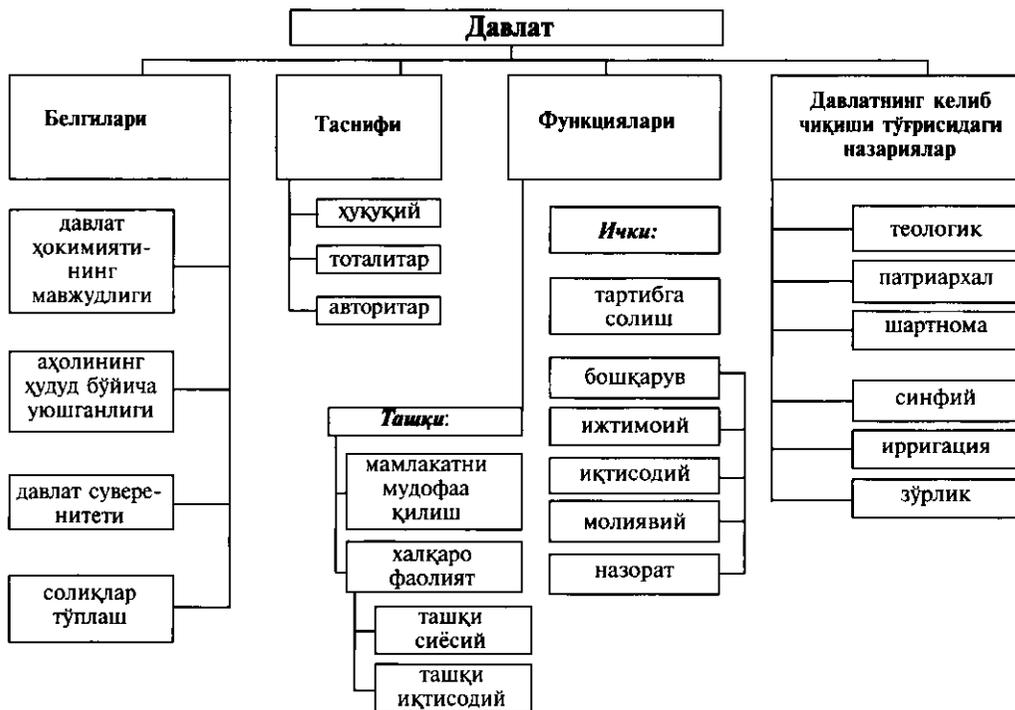 Давлат
Белгилари
давлат
ҳокимияти-
нинг
мавжудлиги
аҳолининг
ҳудуд бўйича
уюшганлиги
давлат сувере-
нитети
солиқлар
тўплаш
Таснифи
ҳуқуқий
тоталитар
авторитар
Функциялари
Ички:
тартибга
солиш
бошқарув
ижтимоий
иқтисодий
молиявий
назорат
Ташқи:
мамлакатни
мудофаа
қилиш
халқаро
фаолият
ташқи
сиёсий
ташқи
иқтисодий
Давлатнинг келиб
чиқиши тўғрисидаги
назариялар
теологик
патриархал
шартнома
синфий
ирригация
зўрлик